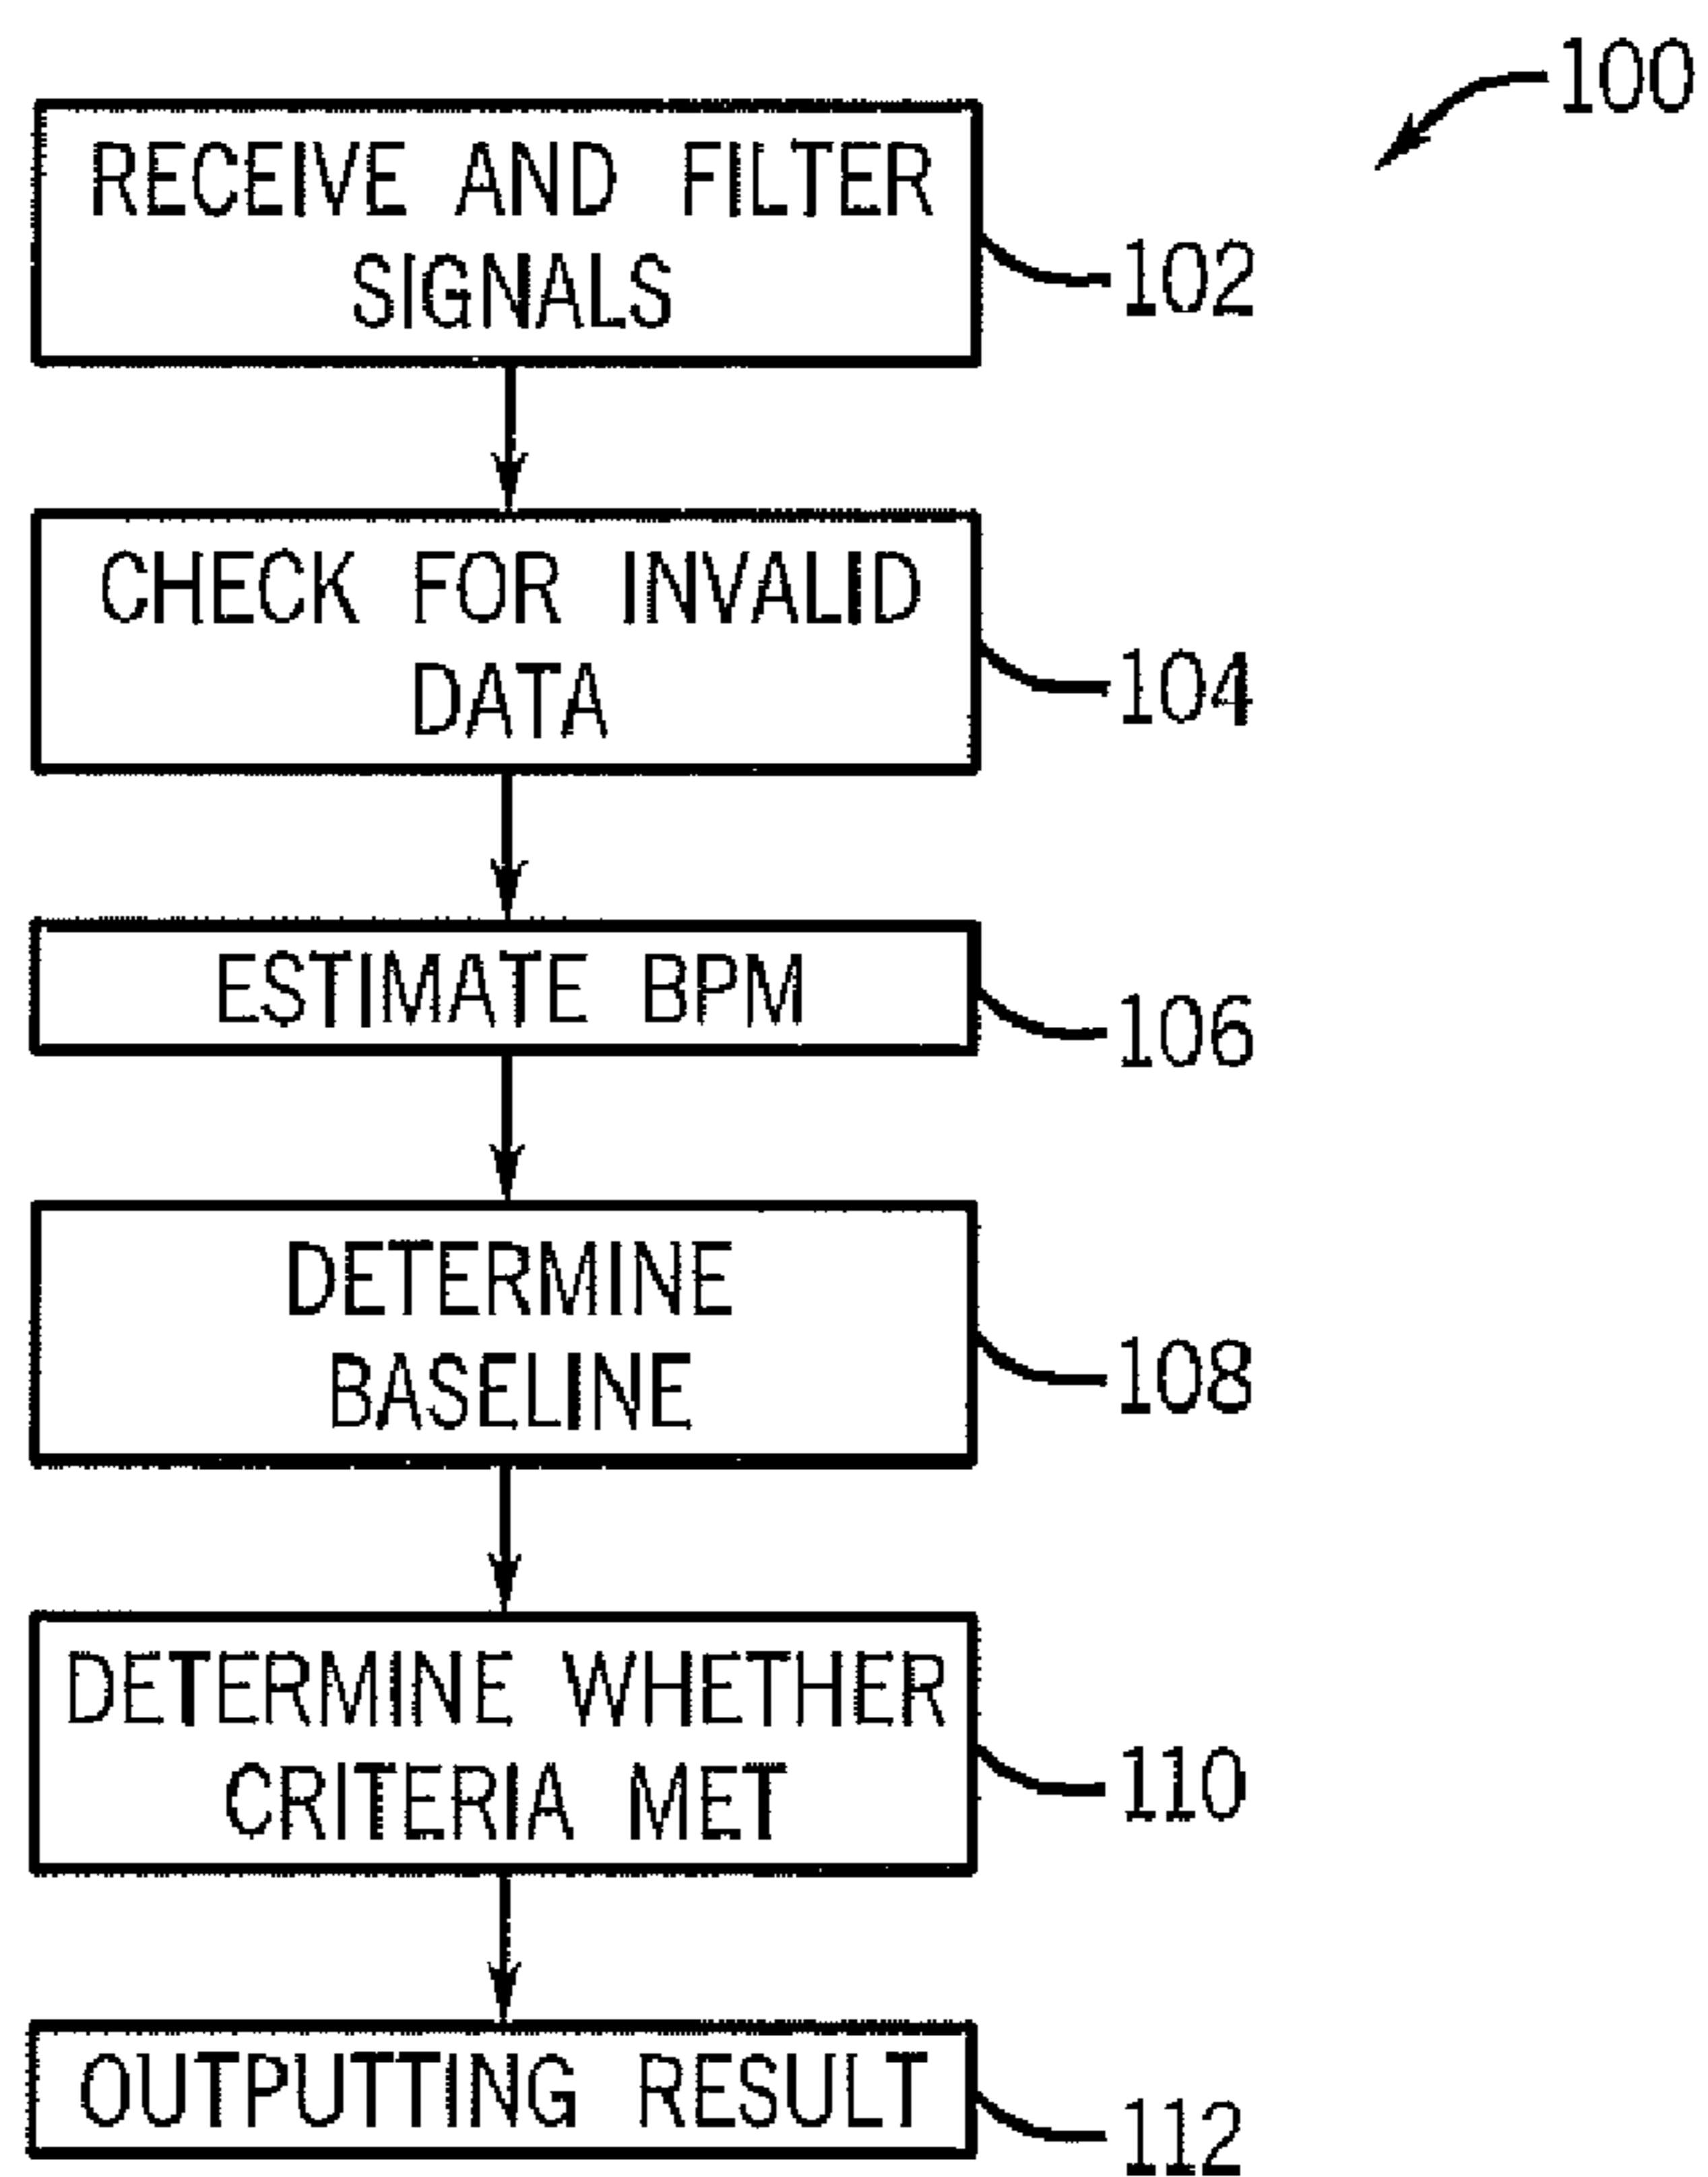 100
RECEIVE AND FILTER
SIGNALS
102
CHECK FOR INVALID
DATA
104
ESTIMATE BPM
106
DETERMINE
BASELINE
108
DETERMINE WHETHER
CRITERIA MET
110
OUTPUTTING RESULT
112